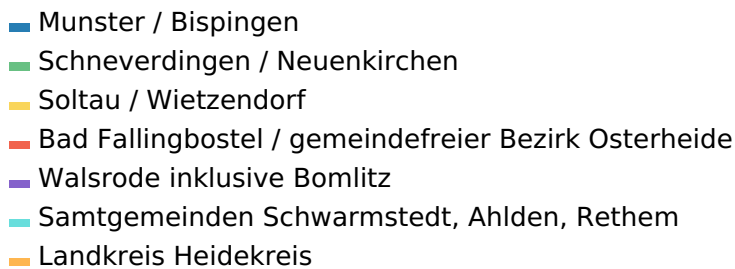 Munster / Bispingen
Schneverdingen / Neuenkirchen
Soltau / Wietzendorf
Bad Fallingbostel / gemeindefreier Bezirk Osterheide
Walsrode inklusive Bomlitz
Samtgemeinden Schwarmstedt, Ahlden, Rethem
Landkreis Heidekreis